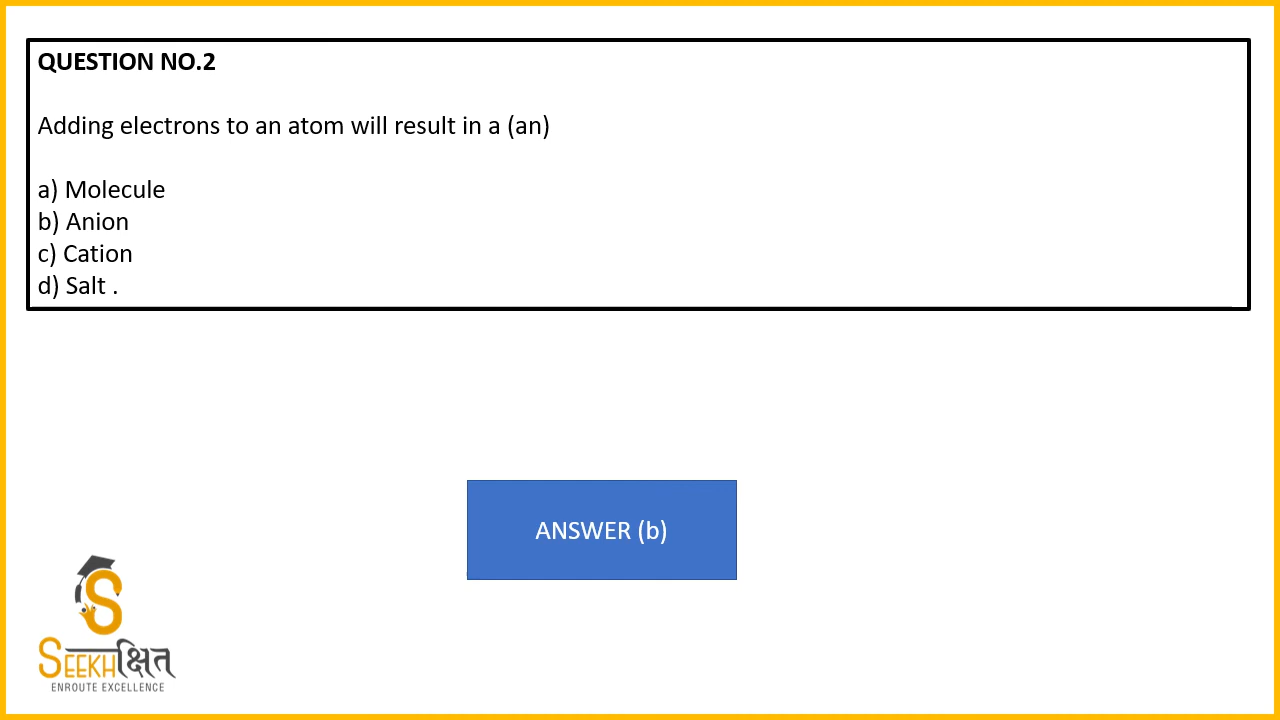 QUESTION NO.2
Adding electrons to an atom will result in a (an)
a) Molecule
b) Anion
c) Cation
d) Salt .
ANSWER (b)
S
SEEKHक्षित
ENROUTE EXCELLENCE